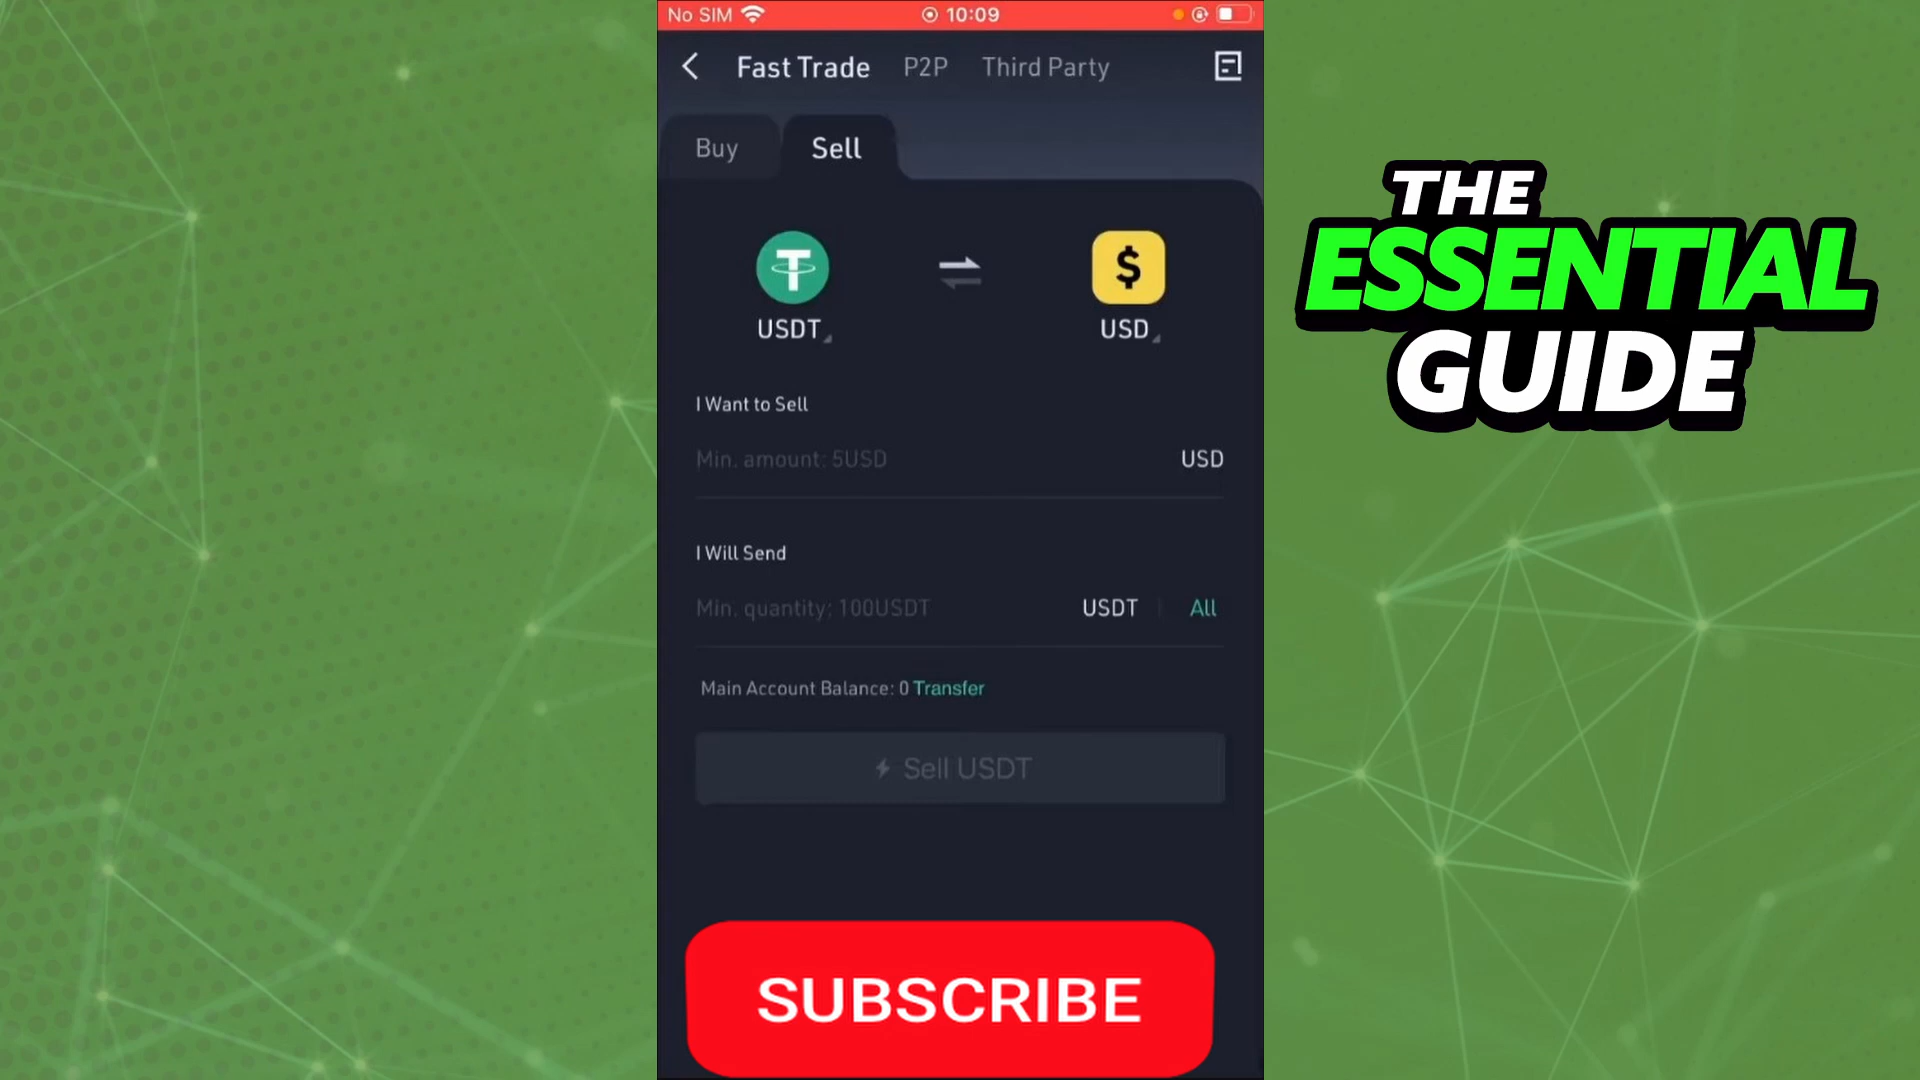 No SIM 10:09
Fast Trade P2P Third Party
Buy Sell
T $
USDT USD
I Want to Sell
Min. amount: 5USD USD
I Will Send
Min. quantity: 100USDT USDT All
Main Account Balance: 0 Transfer
Sell USDT
SUBSCRIBE
THE
ESSENTIAL
GUIDE